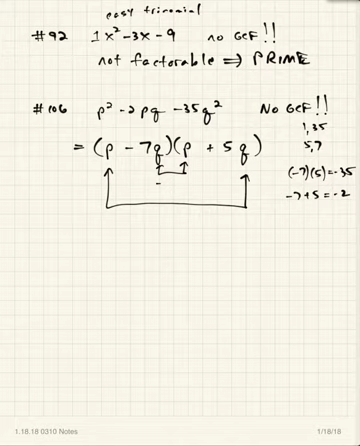 easy trinomial
#92 1x² - 3x - 9 no GCF!!
not factorable ⇒ PRIME
#106 p² - 2pq - 35q² No GCF!!
1,35
= (p - 7q)(p + 5q) 5,7
(-7)(5) = -35
-
-7+5 = -2
1.18.18 0310 Notes 1/18/18